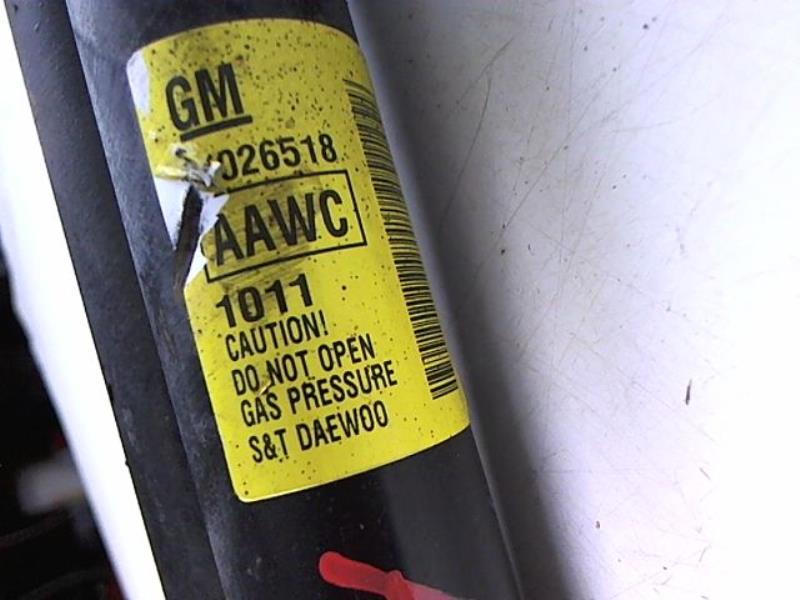 GM
026518
AAWC
1011
CAUTION!
DO NOT OPEN
GAS PRESSURE
S&T DAEWOO